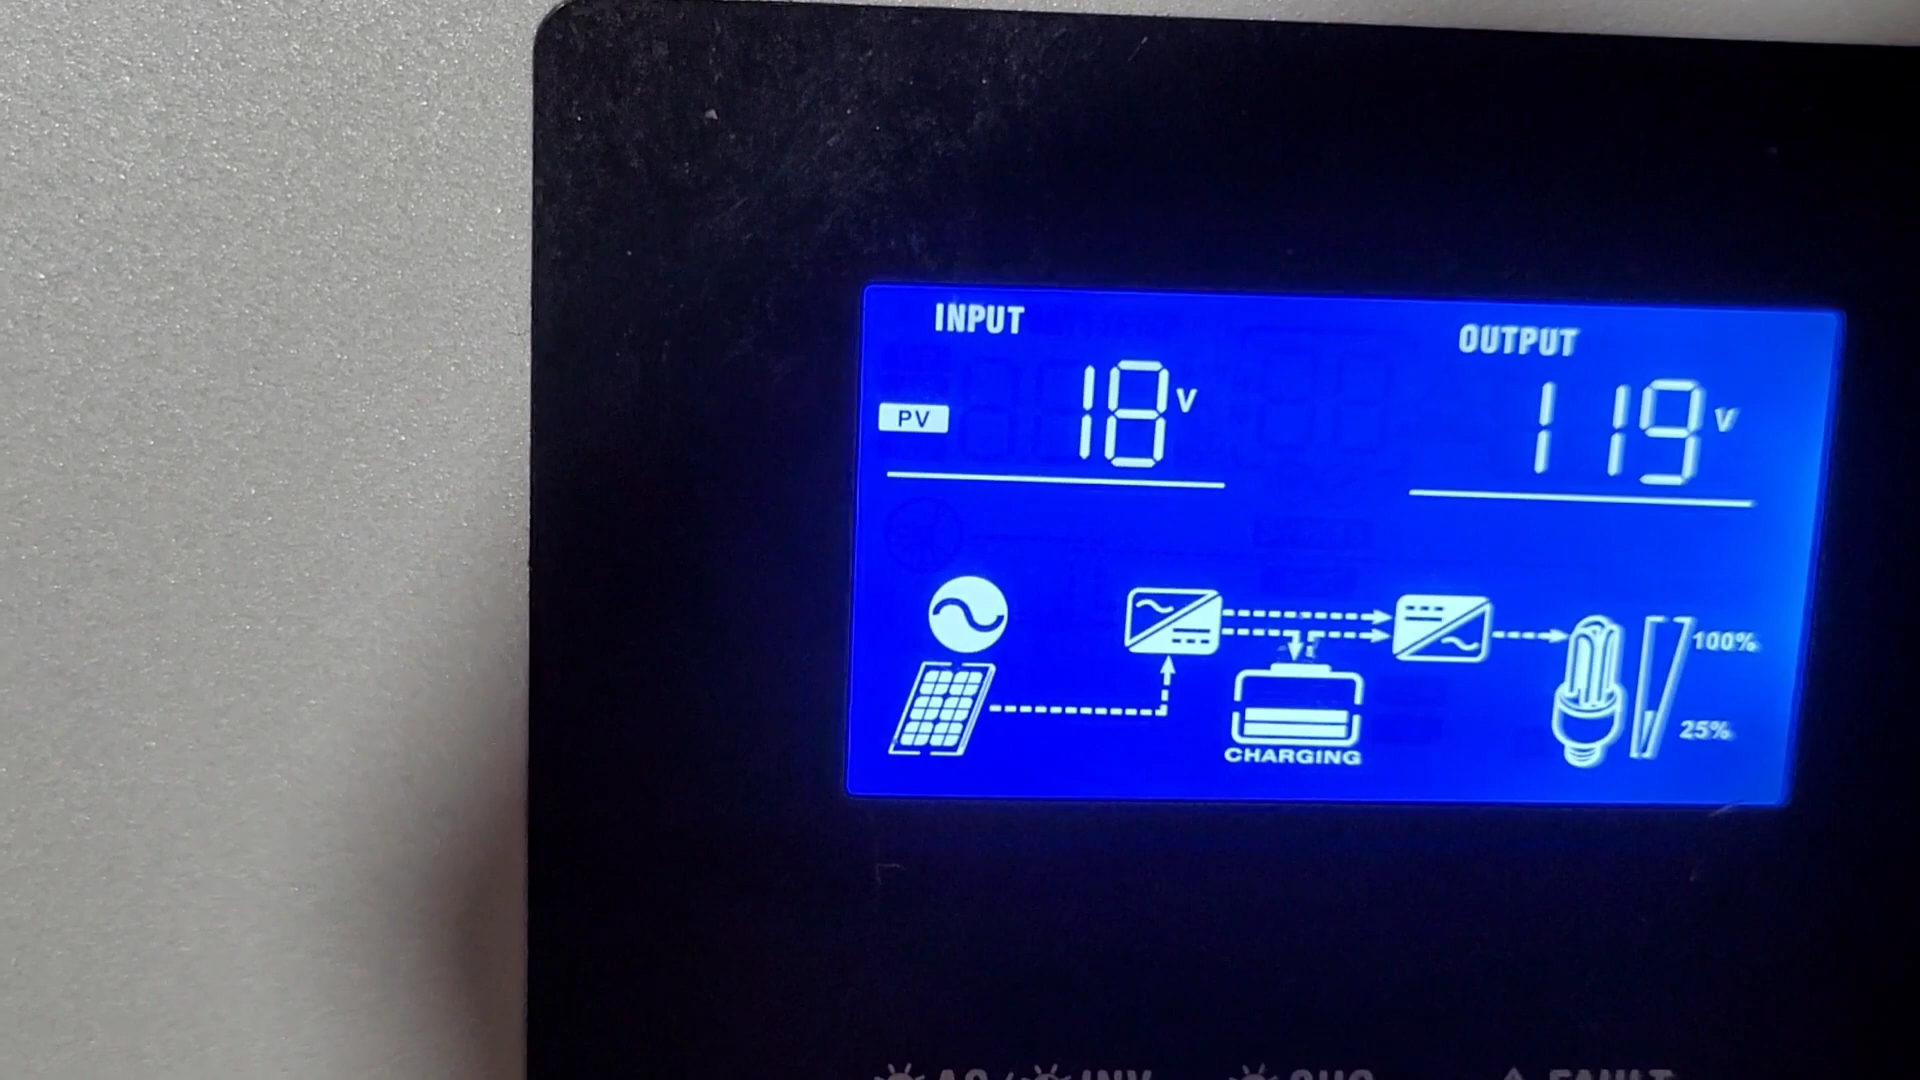 INPUT
OUTPUT
PV 18 V
119 V
100%
25%
CHARGING